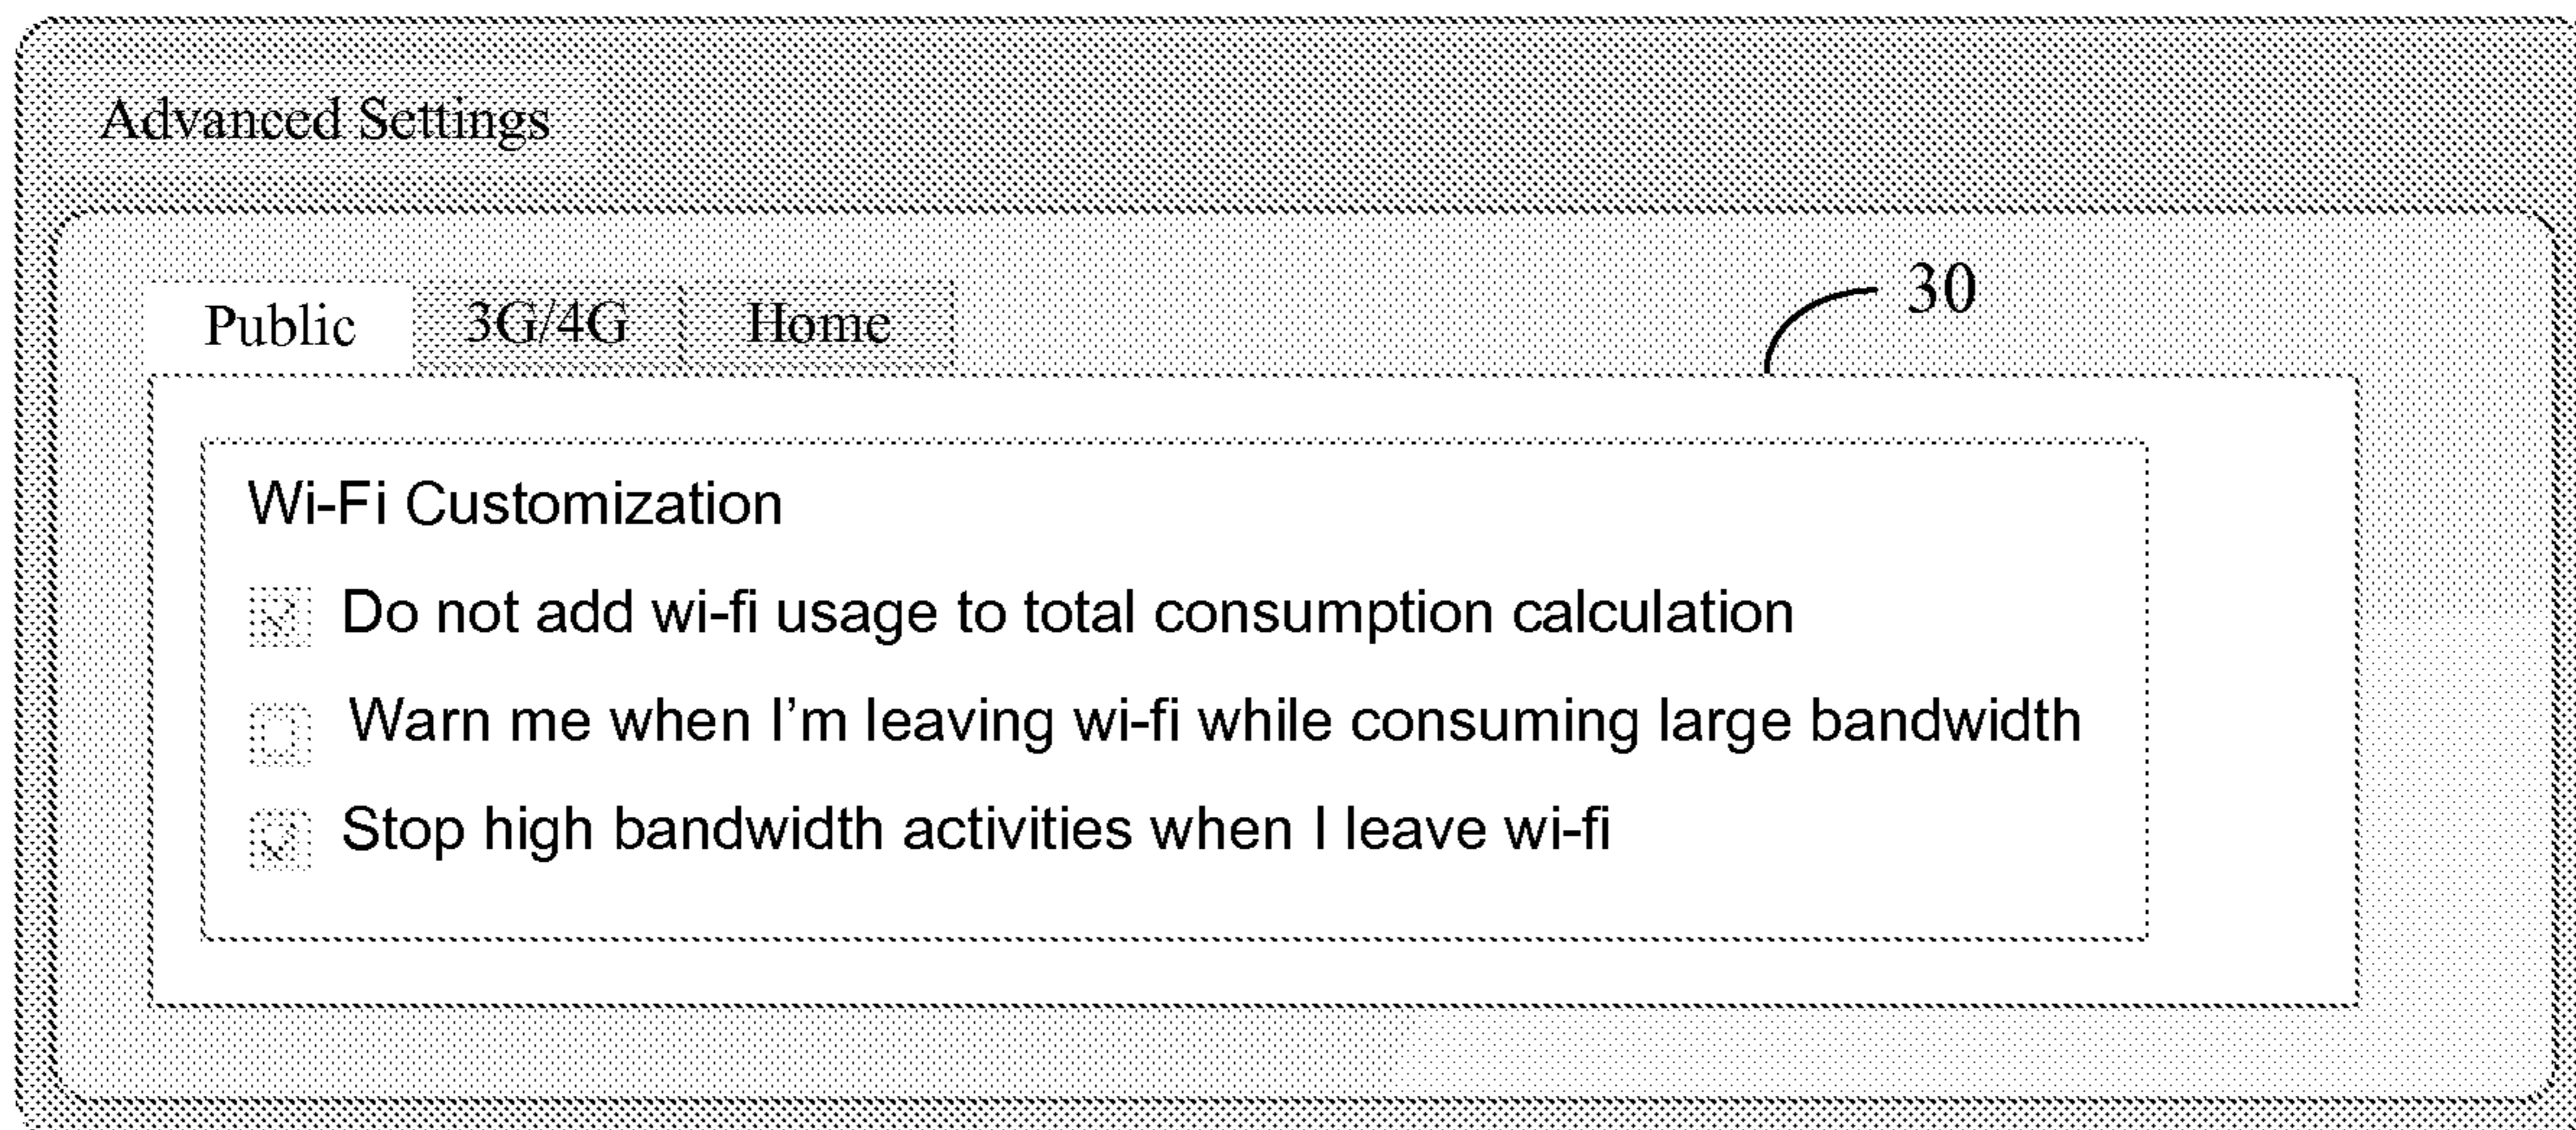 Advanced Settings
Public 3G/4G Home
30
Wi-Fi Customization
Do not add wi-fi usage to total consumption calculation
Warn me when I’m leaving wi-fi while consuming large bandwidth
Stop high bandwidth activities when I leave wi-fi